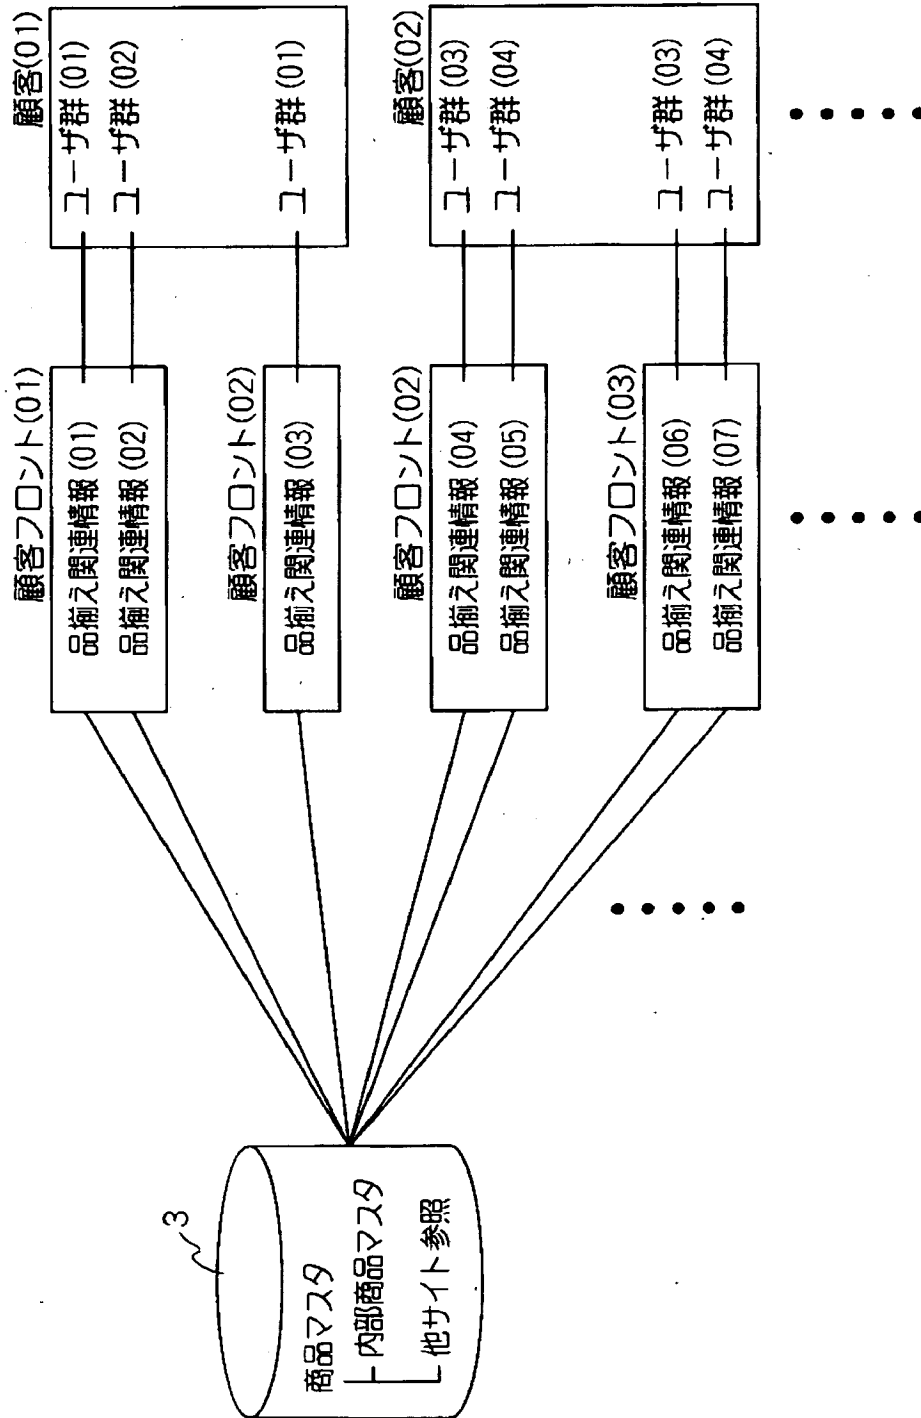 3
商品マスタ
内部商品マスタ
他サイト参照
顧客フロント(01)
品揃え関連情報(01)
品揃え関連情報(02)
顧客フロント(02)
品揃え関連情報(03)
顧客フロント(02)
品揃え関連情報(04)
品揃え関連情報(05)
顧客フロント(03)
品揃え関連情報(06)
品揃え関連情報(07)
顧客(01)
ユーザ群(01)
ユーザ群(02)
ユーザ群(01)
顧客(02)
ユーザ群(03)
ユーザ群(04)
ユーザ群(03)
ユーザ群(04)